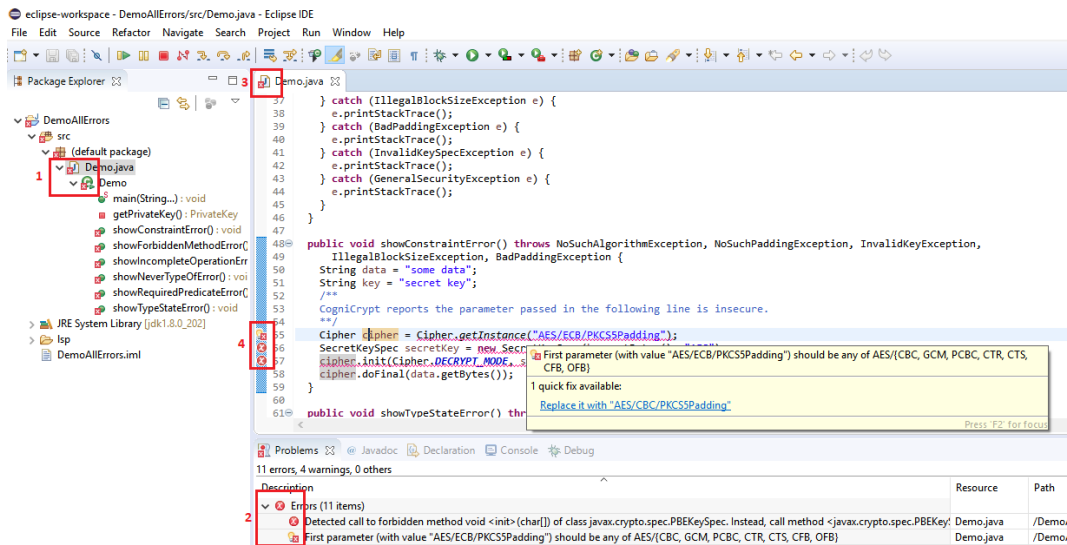 eclipse-workspace - DemoAllErrors/src/Demo.java - Eclipse IDE
File Edit Source Refactor Navigate Search Project Run Window Help
Package Explorer
3
Demo.java
DemoAllErrors
src
(default package)
1
Demo.java
Demo
main(String...) : void
getPrivateKey() : PrivateKey
showConstraintError() : void
showForbiddenMethodError()
showIncompleteOperationErr
showNeverTypeOfError() : voi
showRequiredPredicateError(
showTypeStateError() : void
JRE System Library [jdk1.8.0_202]
lsp
DemoAllErrors.iml
37 } catch (IllegalBlockSizeException e) {
38 e.printStackTrace();
39 } catch (BadPaddingException e) {
40 e.printStackTrace();
41 } catch (InvalidKeySpecException e) {
42 e.printStackTrace();
43 } catch (GeneralSecurityException e) {
44 e.printStackTrace();
45 }
46 }
47
48 public void showConstraintError() throws NoSuchAlgorithmException, NoSuchPaddingException, InvalidKeyException,
49 IllegalBlockSizeException, BadPaddingException {
50 String data = "some data";
51 String key = "secret key";
52 /**
53 CogniCrypt reports the parameter passed in the following line is insecure.
54 **/
55 Cipher cipher = Cipher.getInstance("AES/ECB/PKCS5Padding");
4
56 SecretKeySpec secretKey = new
57 cipher.init(Cipher.DECRYPT_MODE, s
58 cipher.doFinal(data.getBytes());
59 }
60
61 public void showTypeStateError() thr
First parameter (with value "AES/ECB/PKCS5Padding") should be any of AES/{CBC, GCM, PCBC, CTR, CTS,
CFB, OFB}
1 quick fix available:
Replace it with "AES/CBC/PKCS5Padding"
Press 'F2' for focus
Problems @ Javadoc Declaration Console Debug
11 errors, 4 warnings, 0 others
Description Resource Path
2
Errors (11 items)
Detected call to forbidden method void <init>(char[]) of class javax.crypto.spec.PBEKeySpec. Instead, call method <javax.crypto.spec.PBEKeyS Demo.java /Demo
First parameter (with value "AES/ECB/PKCS5Padding") should be any of AES/{CBC, GCM, PCBC, CTR, CTS, CFB, OFB} Demo.java /Demo